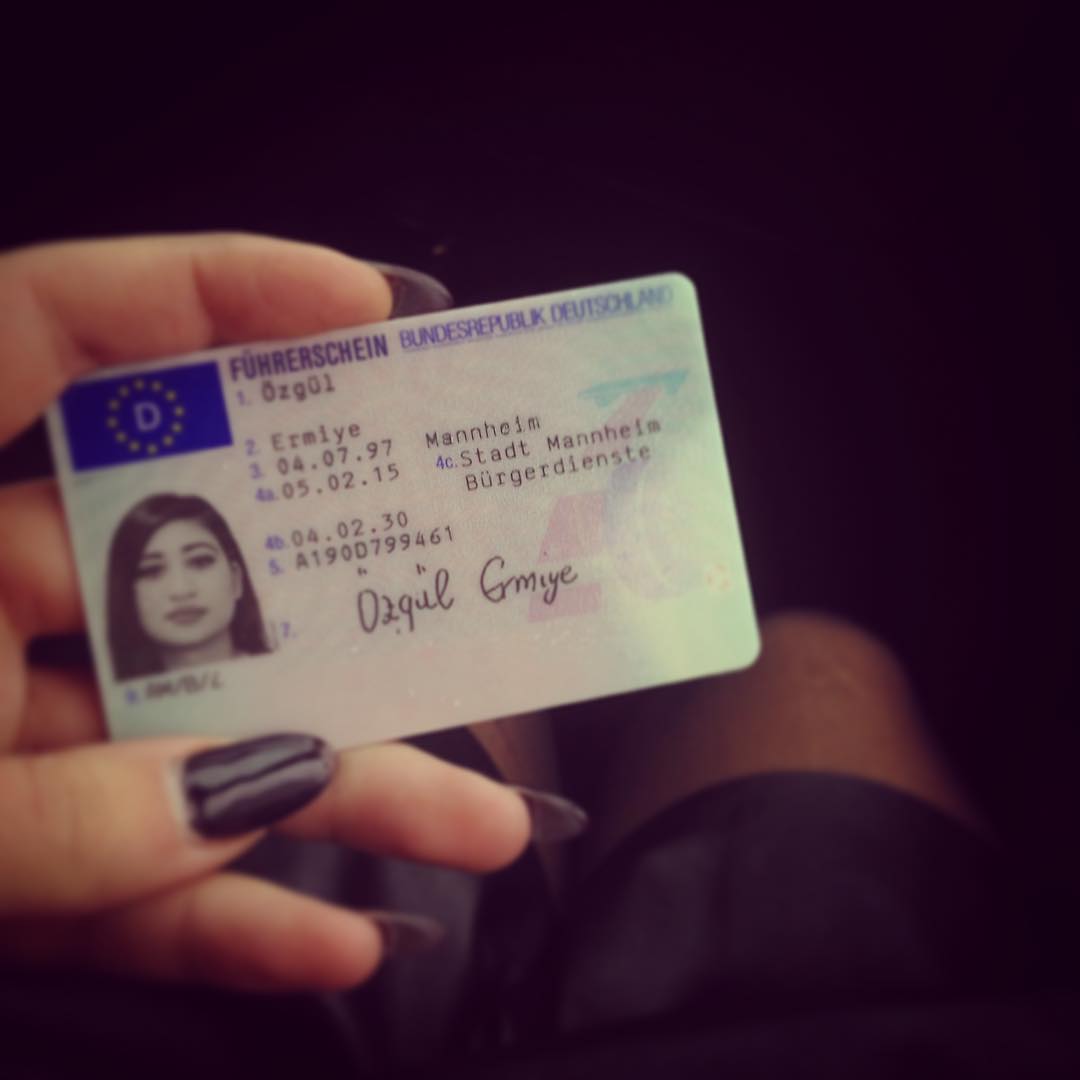 FÜHRERSCHEIN BUNDESREPUBLIK DEUTSCHLAND
D
1. Özgül
2. Ermiye
3. 04.07.97 Mannheim
4a. 05.02.15 4c. Stadt Mannheim
Bürgerdienste
4b. 04.02.30
5. A190D799461
7. Özgül Ermiye
9. AM/B/L